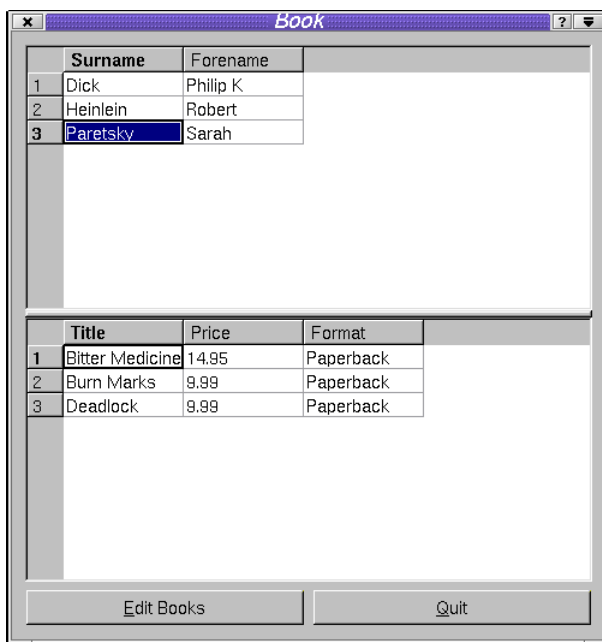 Book
?
Surname Forename
1 Dick Philip K
2 Heinlein Robert
3 Paretsky Sarah
Title Price Format
1 Bitter Medicine 14.95 Paperback
2 Burn Marks 9.99 Paperback
3 Deadlock 9.99 Paperback
Edit Books Quit